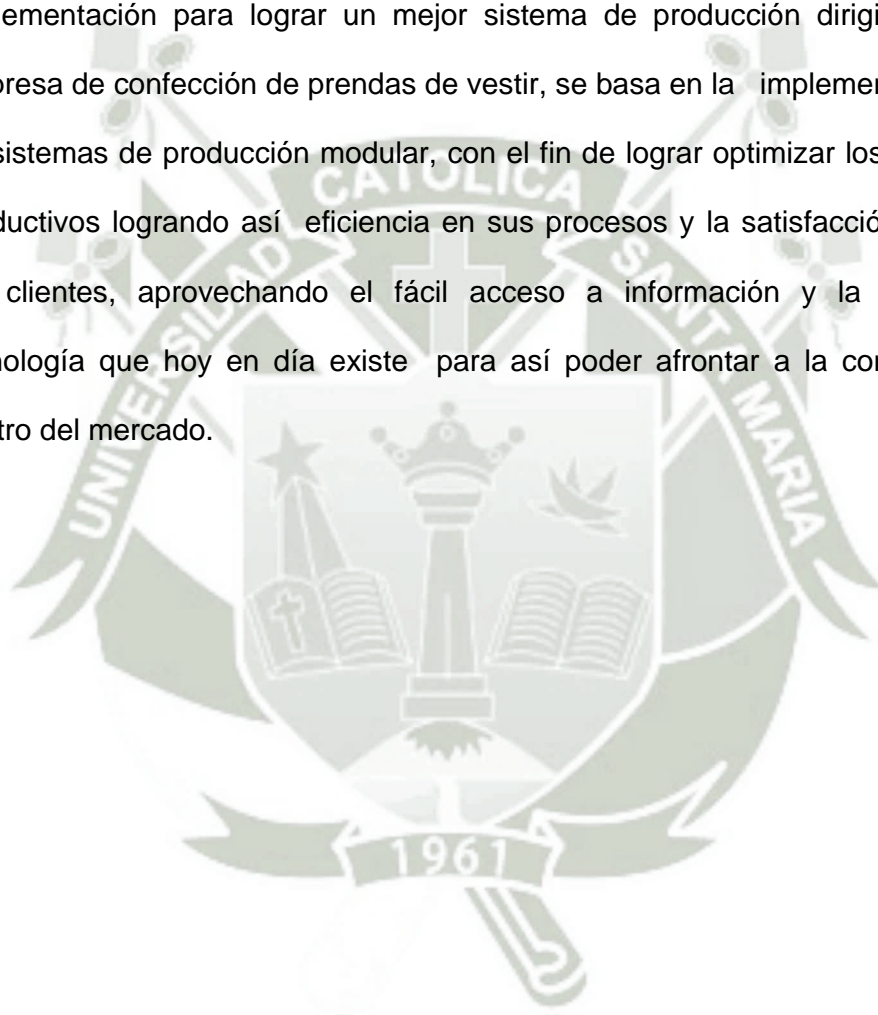 ementación para lograr un mejor sistema de producción dirigi
resa de confección de prendas de vestir, se basa en la implemen
sistemas de producción modular, con el fin de lograr optimizar los
ductivos logrando así eficiencia en sus procesos y la satisfacció
clientes, aprovechando el fácil acceso a información y la
nología que hoy en día existe para así poder afrontar a la co
tro del mercado.
UNIVERSIDAD CATOLICA SANTA MARIA
1961